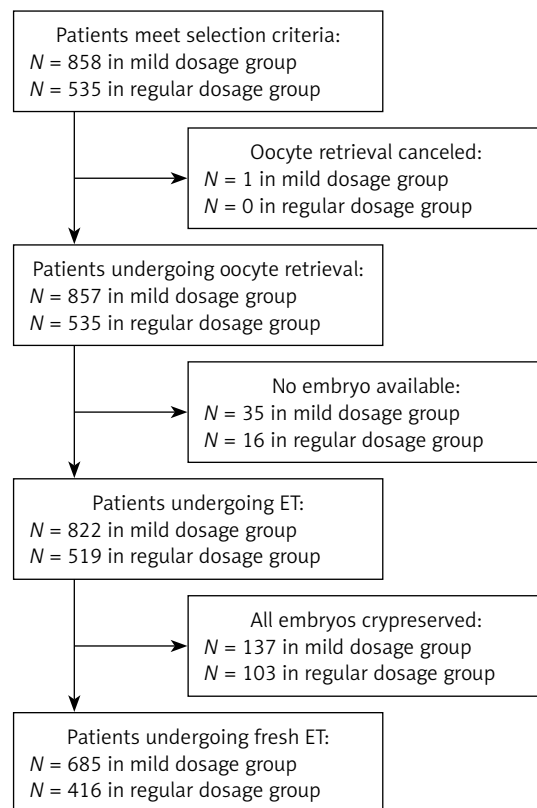 Patients meet selection criteria:
N = 858 in mild dosage group
N = 535 in regular dosage group
Oocyte retrieval canceled:
N = 1 in mild dosage group
N = 0 in regular dosage group
Patients undergoing oocyte retrieval:
N = 857 in mild dosage group
N = 535 in regular dosage group
No embryo available:
N = 35 in mild dosage group
N = 16 in regular dosage group
Patients undergoing ET:
N = 822 in mild dosage group
N = 519 in regular dosage group
All embryos crypreserved:
N = 137 in mild dosage group
N = 103 in regular dosage group
Patients undergoing fresh ET:
N = 685 in mild dosage group
N = 416 in regular dosage group